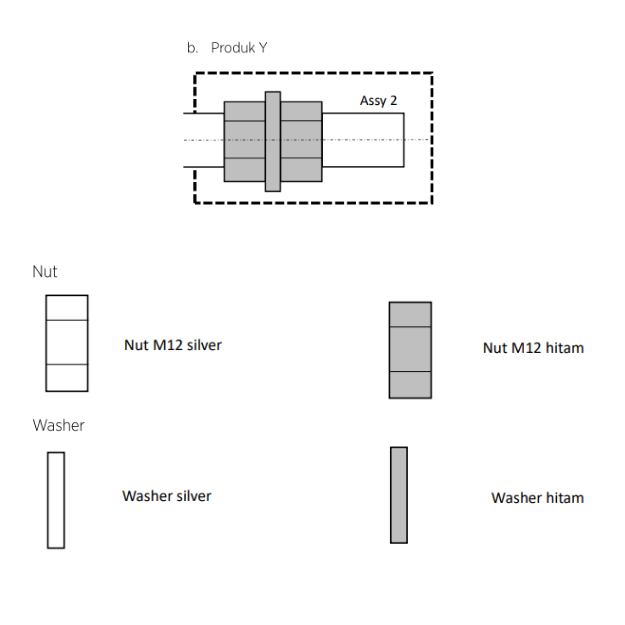 b. Produk Y
Assy 2
Nut
Nut M12 silver
Nut M12 hitam
Washer
Washer silver
Washer hitam